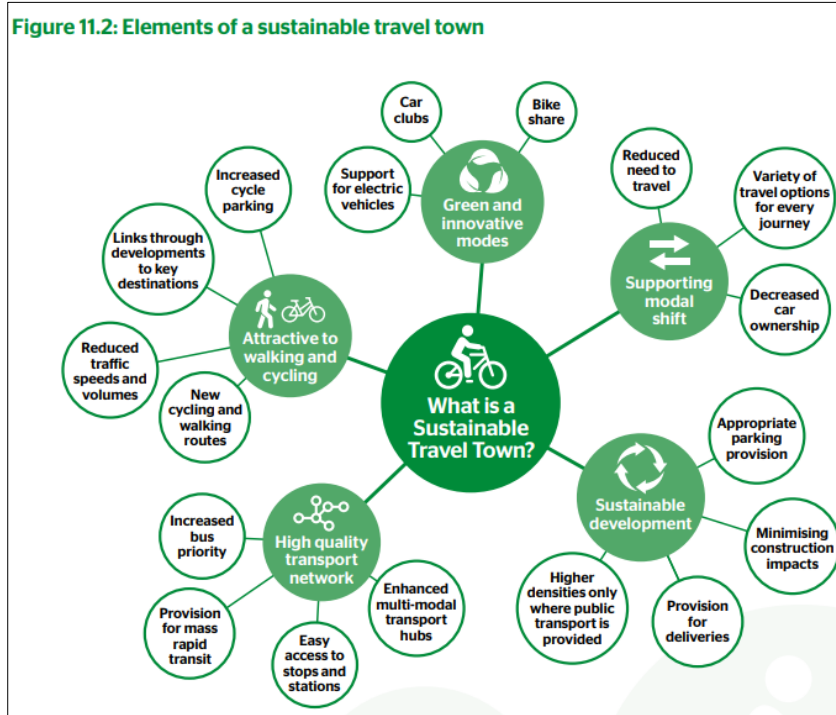 Figure 11.2: Elements of a sustainable travel town
Car
clubs
Bike
share
Support
for electric
vehicles
Green and
innovative
modes
Reduced
need to
travel
Variety of
travel options
for every
journey
Supporting
modal
shift
Decreased
car
ownership
Increased
cycle
parking
Links through
developments
to key
destinations
Attractive to
walking and
cycling
Reduced
traffic
speeds and
volumes
New
cycling and
walking
routes
What is a
Sustainable
Travel Town?
Appropriate
parking
provision
Sustainable
development
Minimising
construction
impacts
Higher
densities only
where public
transport is
provided
Provision
for
deliveries
Increased
bus
priority
High quality
transport
network
Provision
for mass
rapid
transit
Easy
access to
stops and
stations
Enhanced
multi-modal
transport
hubs